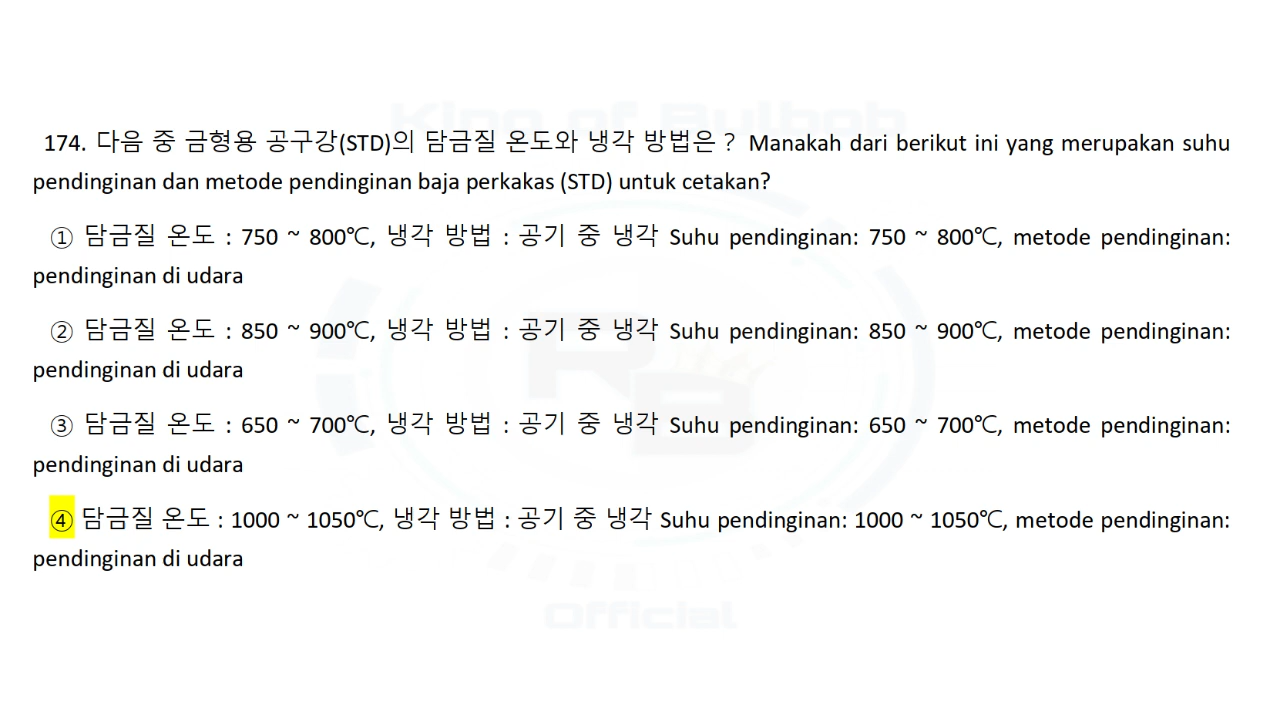 King of Bulbob
174. 다음 중 금형용 공구강(STD)의 담금질 온도와 냉각 방법은 ? Manakah dari berikut ini yang merupakan suhu
pendinginan dan metode pendinginan baja perkakas (STD) untuk cetakan?
① 담금질 온도 : 750 ~ 800℃, 냉각 방법 : 공기 중 냉각 Suhu pendinginan: 750 ~ 800℃, metode pendinginan:
pendinginan di udara
② 담금질 온도 : 850 ~ 900℃, 냉각 방법 : 공기 중 냉각 Suhu pendinginan: 850 ~ 900℃, metode pendinginan:
pendinginan di udara
③ 담금질 온도 : 650 ~ 700℃, 냉각 방법 : 공기 중 냉각 Suhu pendinginan: 650 ~ 700℃, metode pendinginan:
pendinginan di udara
④ 담금질 온도 : 1000 ~ 1050℃, 냉각 방법 : 공기 중 냉각 Suhu pendinginan: 1000 ~ 1050℃, metode pendinginan:
pendinginan di udara
RB
Official